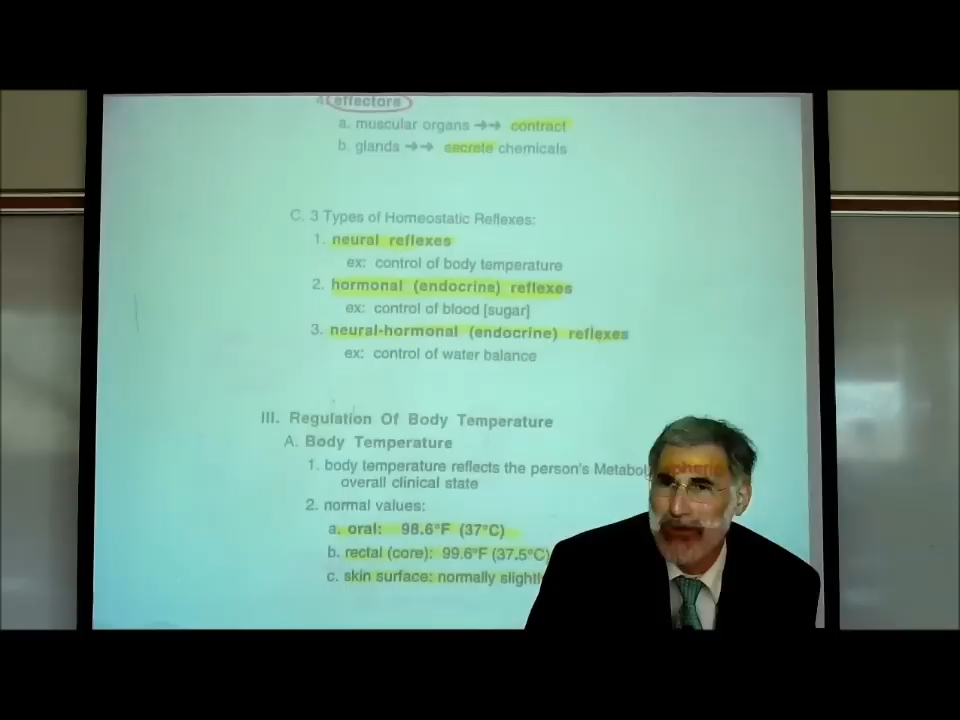 4 effectors
a. muscular organs →→ contract
b. glands →→ secrete chemicals
C. 3 Types of Homeostatic Reflexes:
1. neural reflexes
ex: control of body temperature
2. hormonal (endocrine) reflexes
ex: control of blood [sugar]
3. neural-hormonal (endocrine) reflexes
ex: control of water balance
III. Regulation Of Body Temperature
A. Body Temperature
1. body temperature reflects the person's
overall clinical state
2. normal values:
a. oral: 98.6°F (37°C)
b. rectal (core): 99.6°F (37.5°C)
c. skin surface: normally